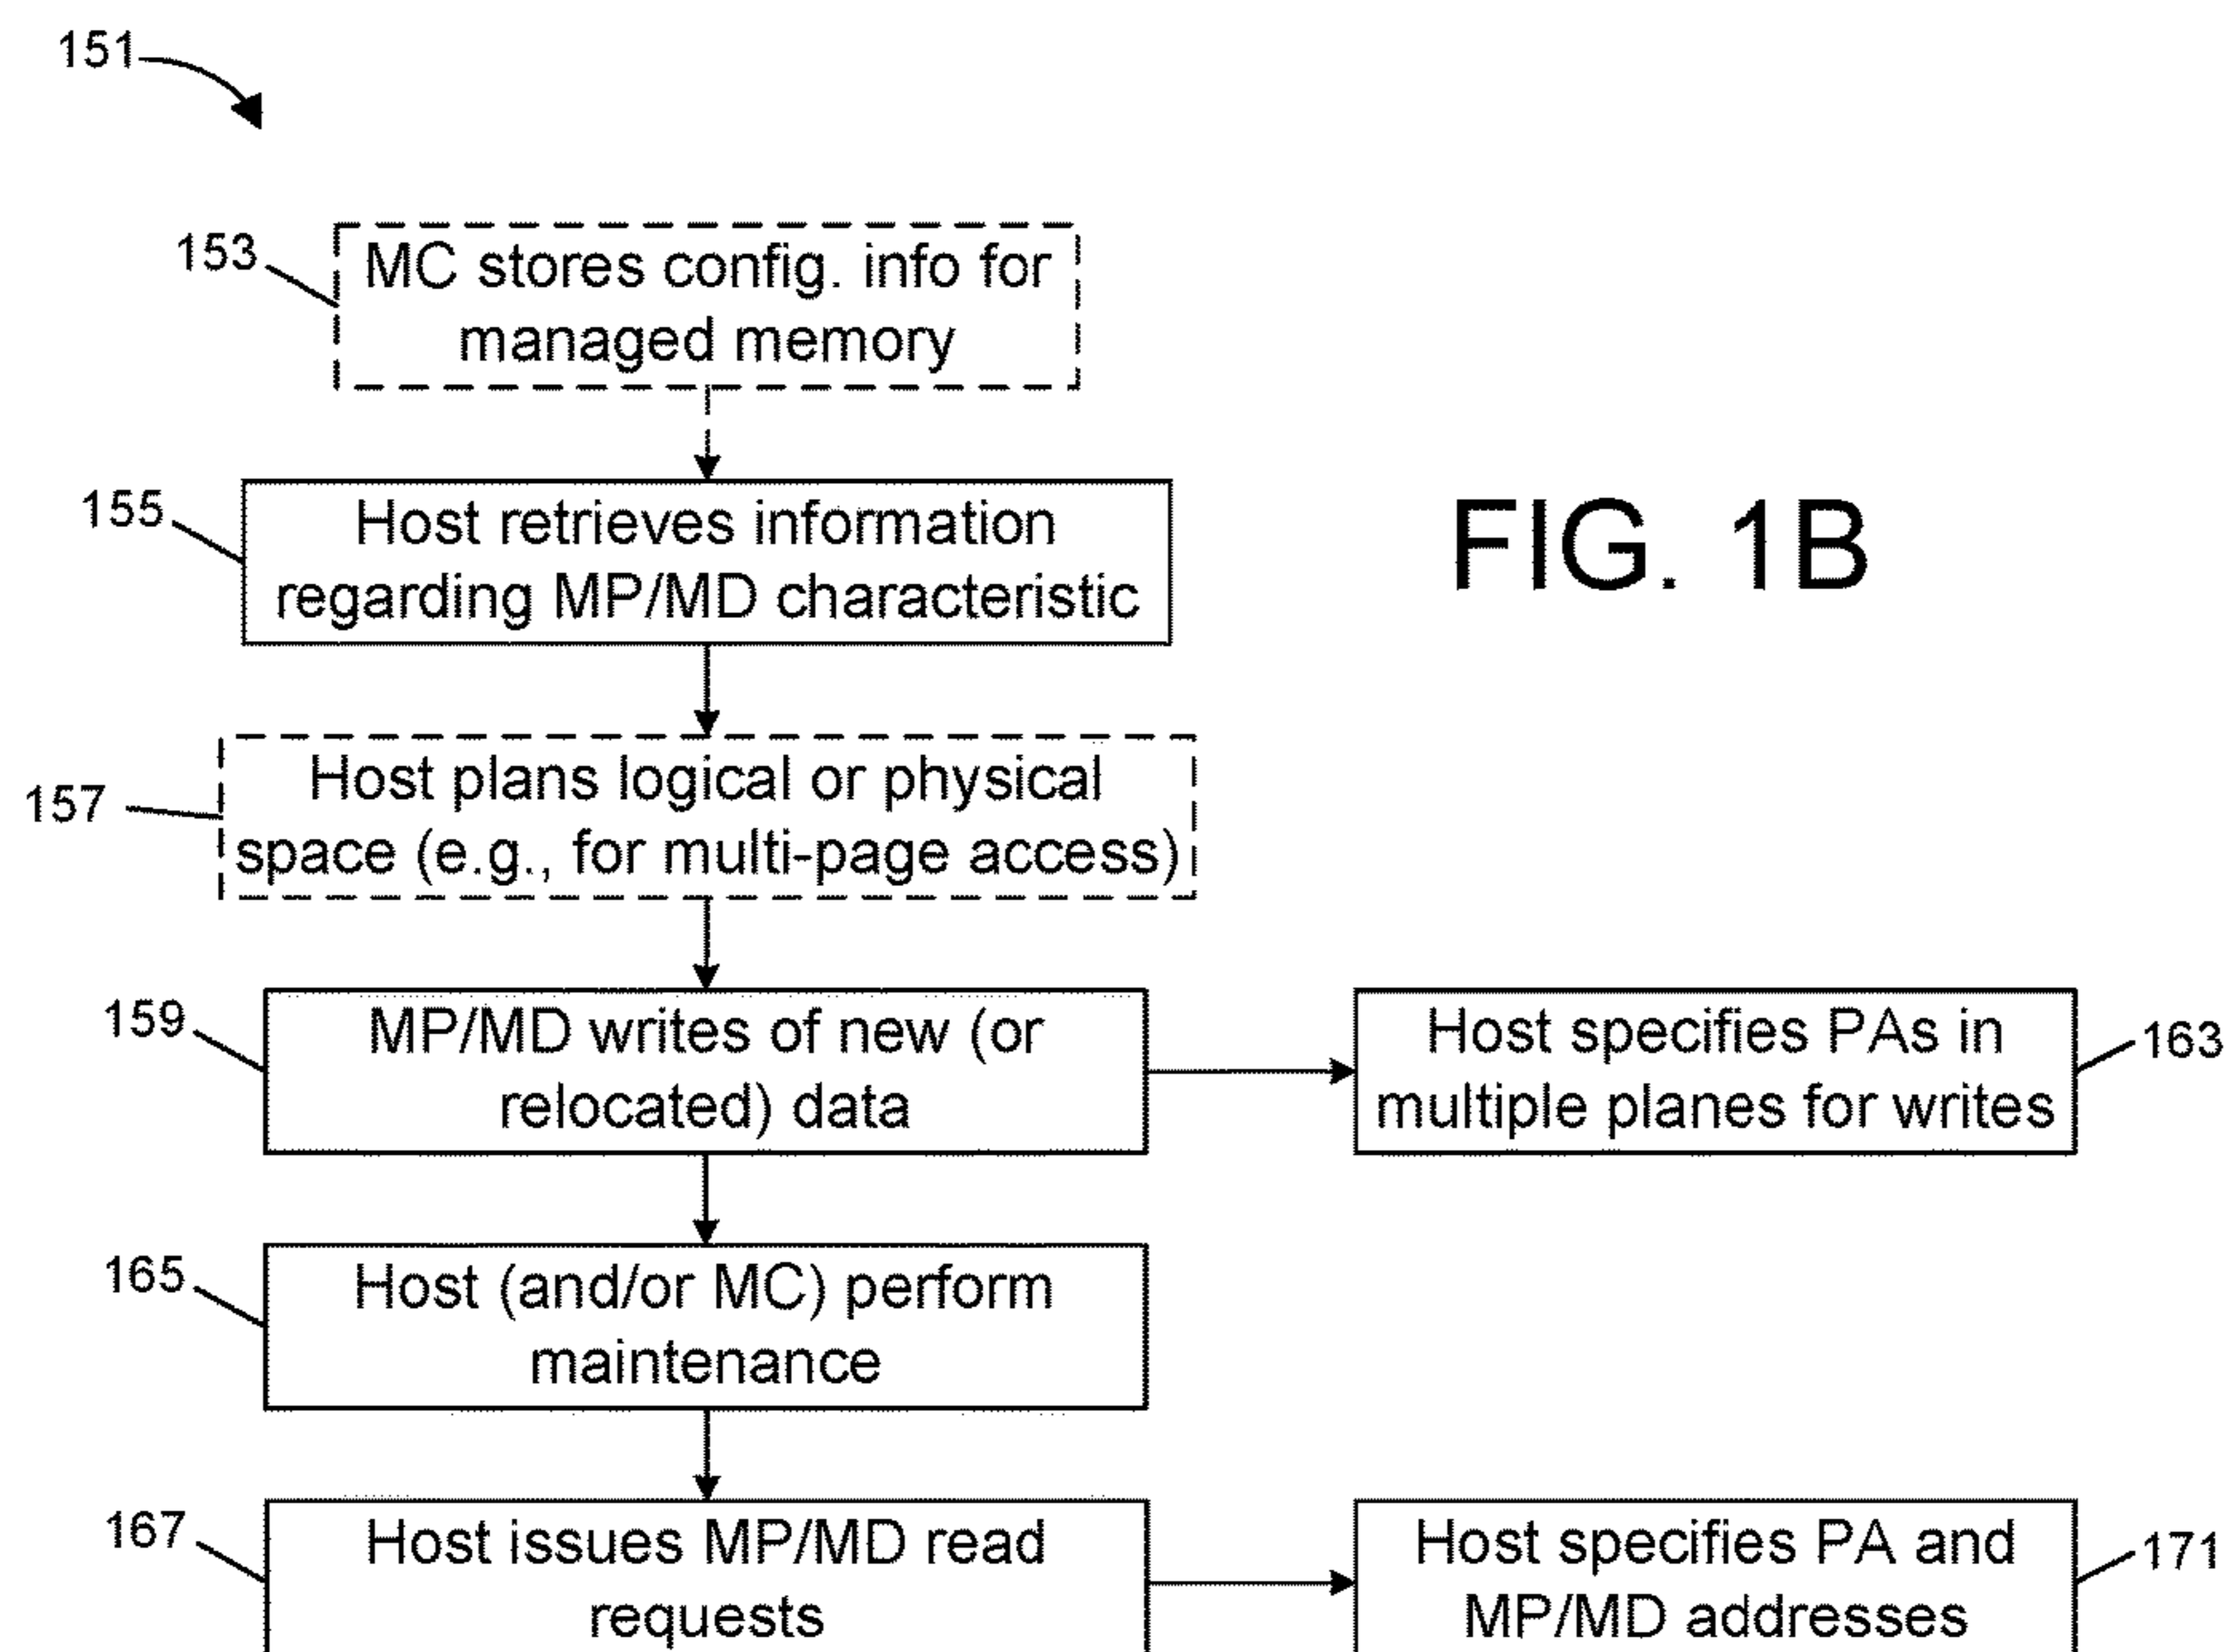 151
153
MC stores config. info for
managed memory
155
Host retrieves information
regarding MP/MD characteristic
FIG. 1B
157
Host plans logical or physical
space (e.g., for multi-page access)
159
MP/MD writes of new (or
relocated) data
Host specifies PAs in
multiple planes for writes
163
165
Host (and/or MC) perform
maintenance
167
Host issues MP/MD read
requests
Host specifies PA and
MP/MD addresses
171